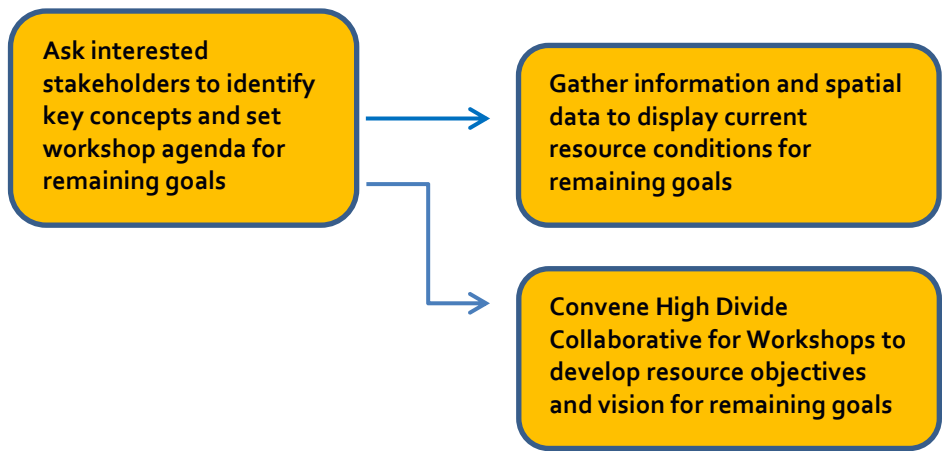 Ask interested
stakeholders to identify
key concepts and set
workshop agenda for
remaining goals
Gather information and spatial
data to display current
resource conditions for
remaining goals
Convene High Divide
Collaborative for Workshops to
develop resource objectives
and vision for remaining goals